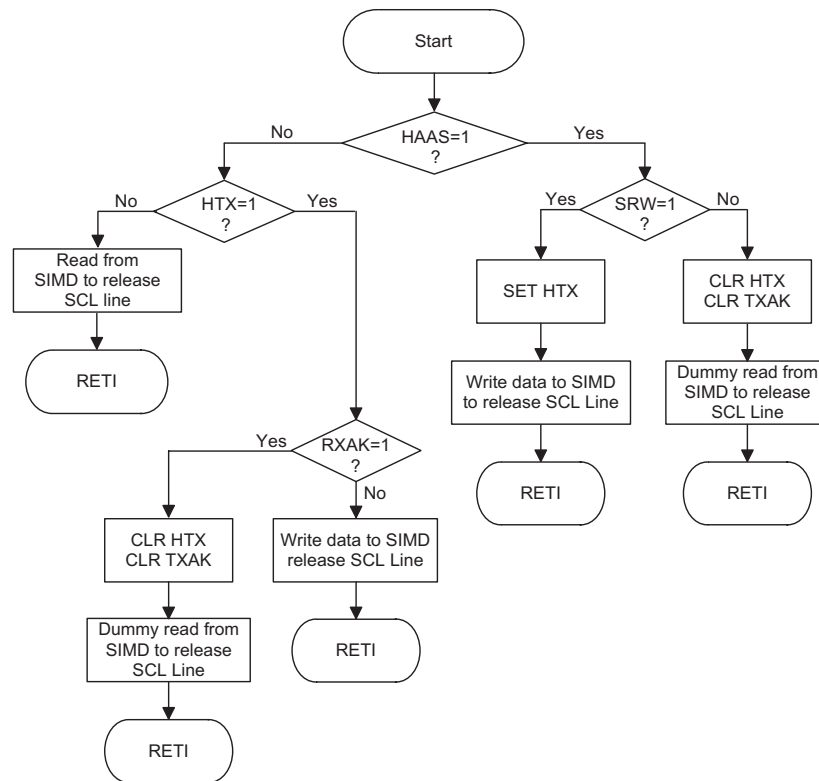 Start
HAAS=1
?
No
Yes
HTX=1
?
No
Yes
SRW=1
?
Yes
No
Read from
SIMD to release
SCL line
RETI
SET HTX
Write data to SIMD
to release SCL Line
RETI
CLR HTX
CLR TXAK
Dummy read from
SIMD to release
SCL Line
RETI
RXAK=1
?
Yes
No
CLR HTX
CLR TXAK
Dummy read from
SIMD to release
SCL Line
RETI
Write data to SIMD
release SCL Line
RETI